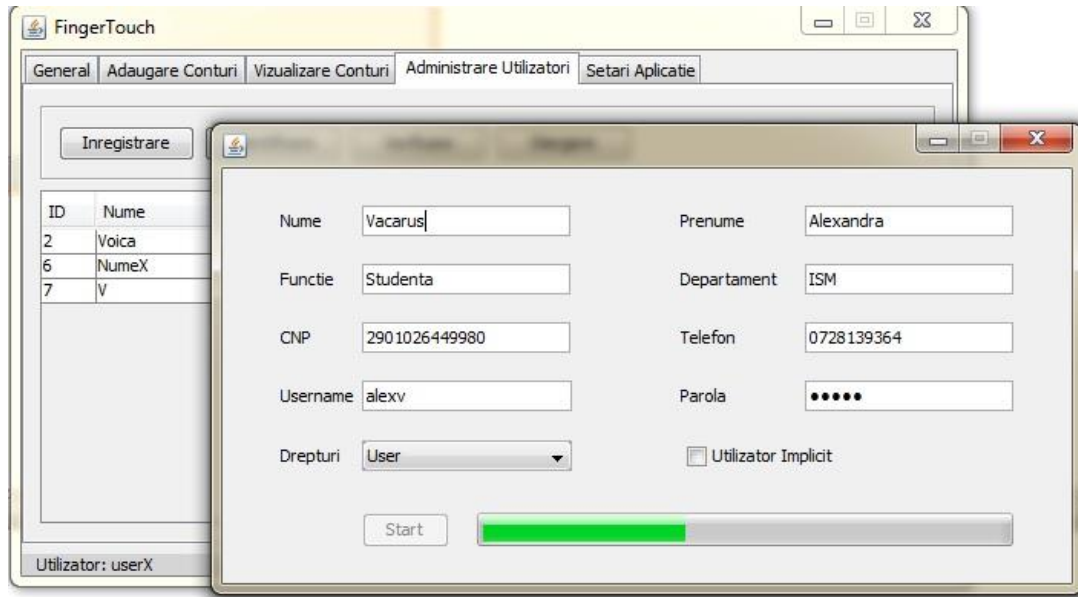 FingerTouch
General Adaugare Conturi Vizualizare Conturi Administrare Utilizatori Setari Aplicatie
Inregistrare
ID Nume
2 Voica
6 NumeX
7 V
Utilizator: userX
Nume Vacarus Prenume Alexandra
Functie Studenta Departament ISM
CNP 2901026449980 Telefon 0728139364
Username alexv Parola •••••
Drepturi User Utilizator Implicit
Start